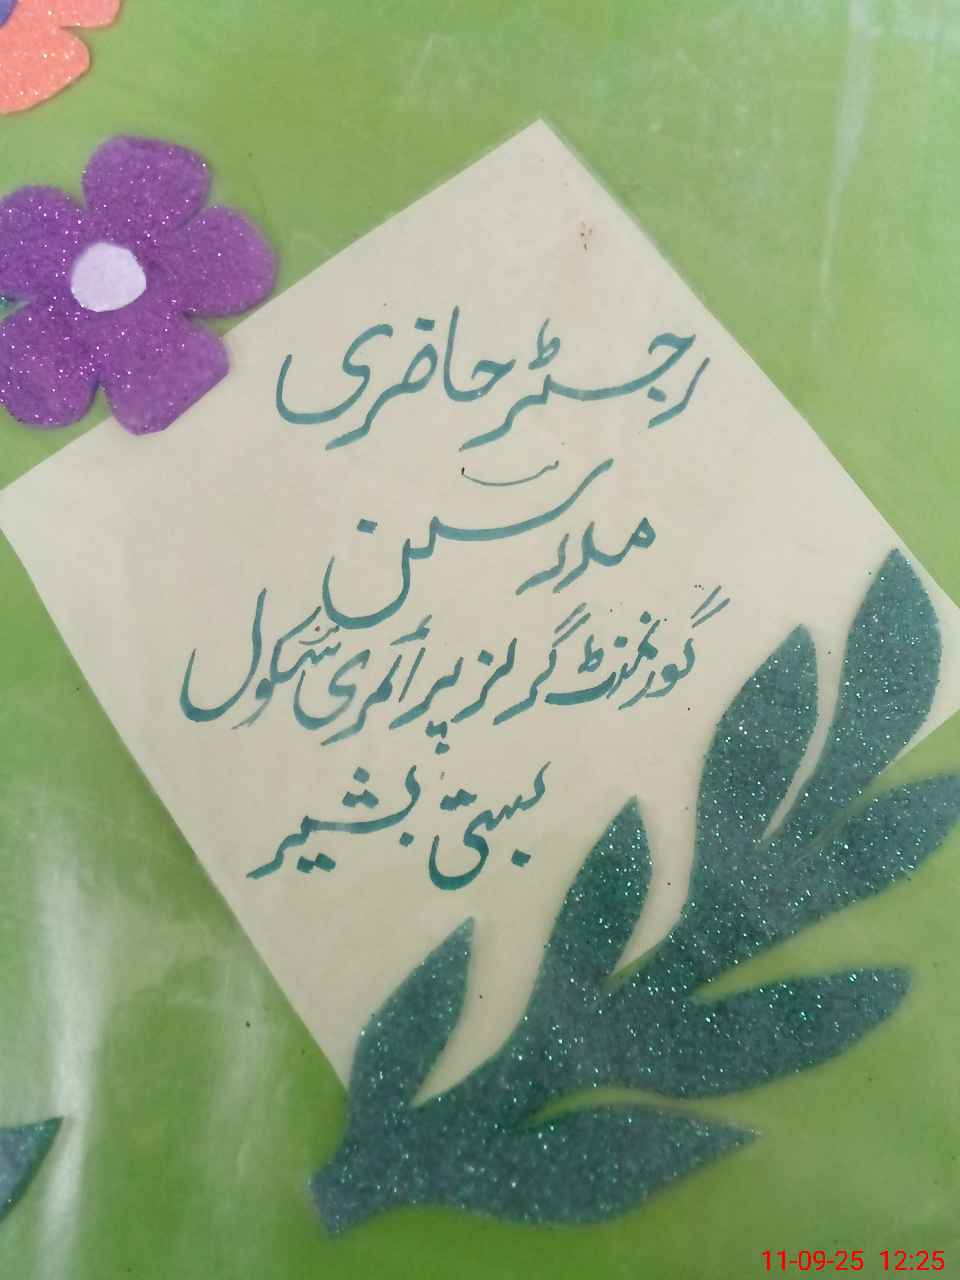 رجسٹر حاضری
مدرسین
گورنمنٹ گرلز پرائمری سکول
بستی بشیر
11-09-25 12:25